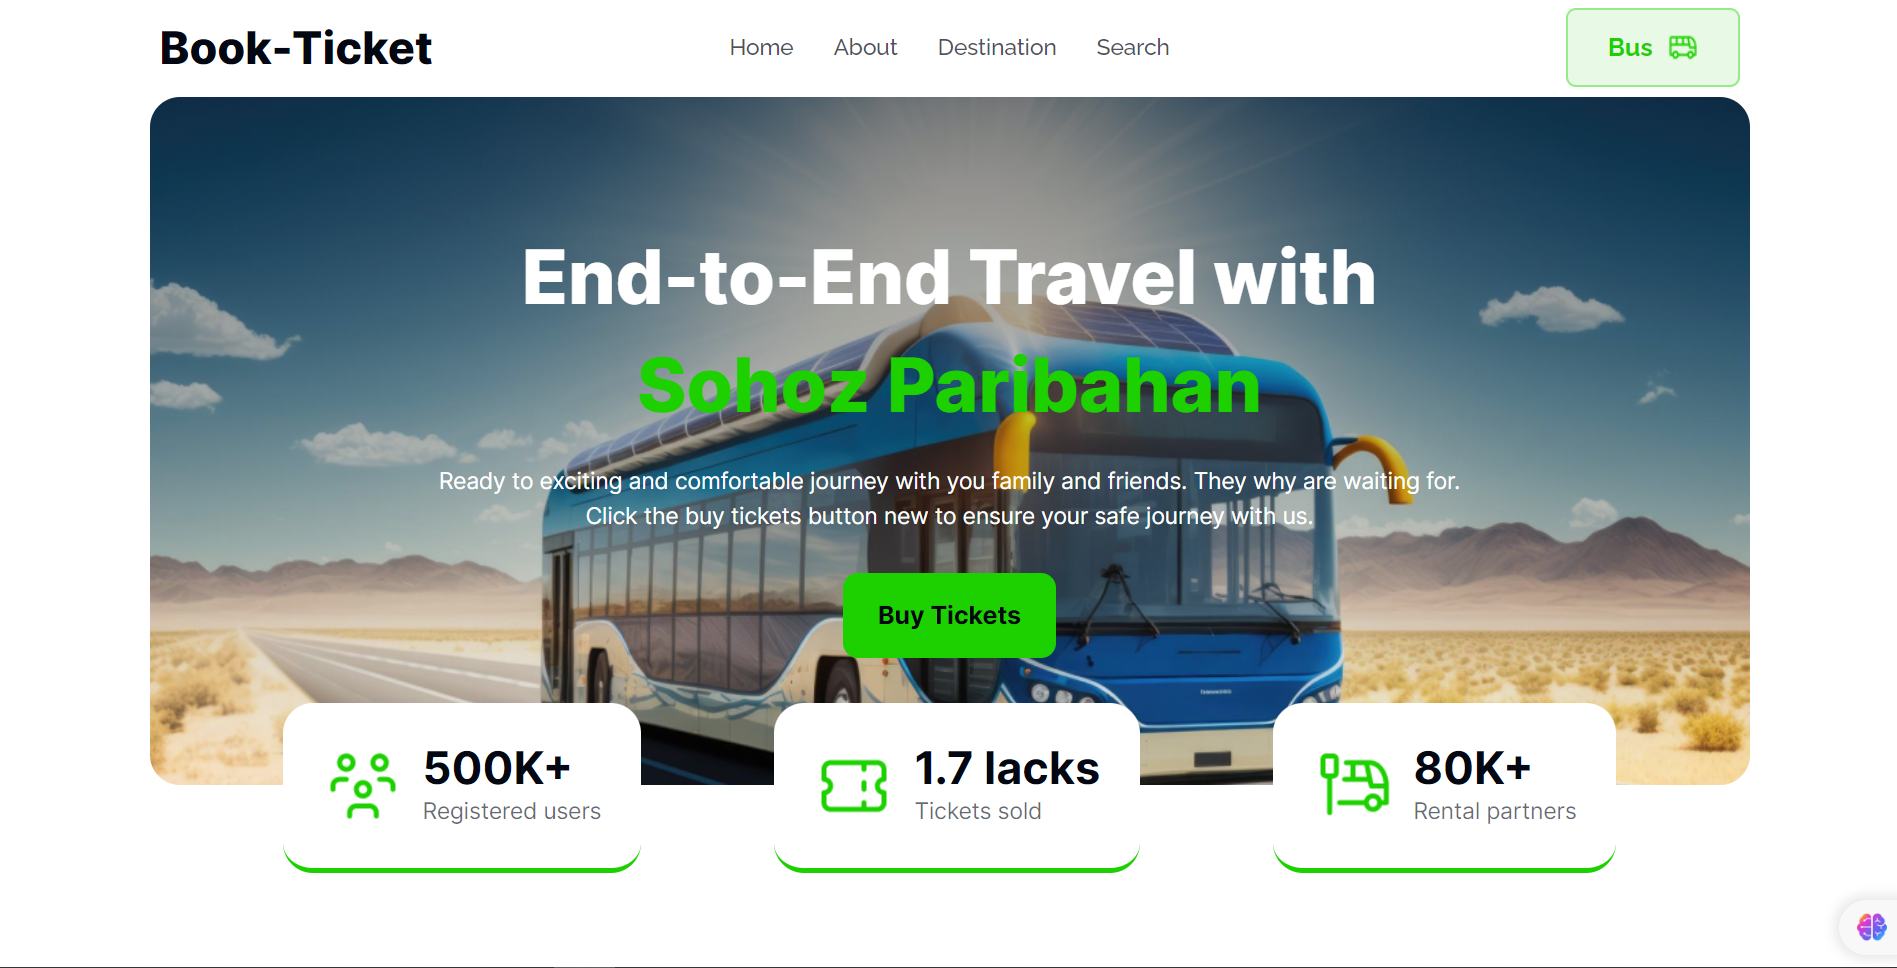 Book-Ticket
Home About Destination Search
Bus
End-to-End Travel with
Sohoz Paribahan
Ready to exciting and comfortable journey with you family and friends. They why are waiting for.
Click the buy tickets button new to ensure your safe journey with us.
Buy Tickets
500K+
Registered users
1.7 lacks
Tickets sold
80K+
Rental partners